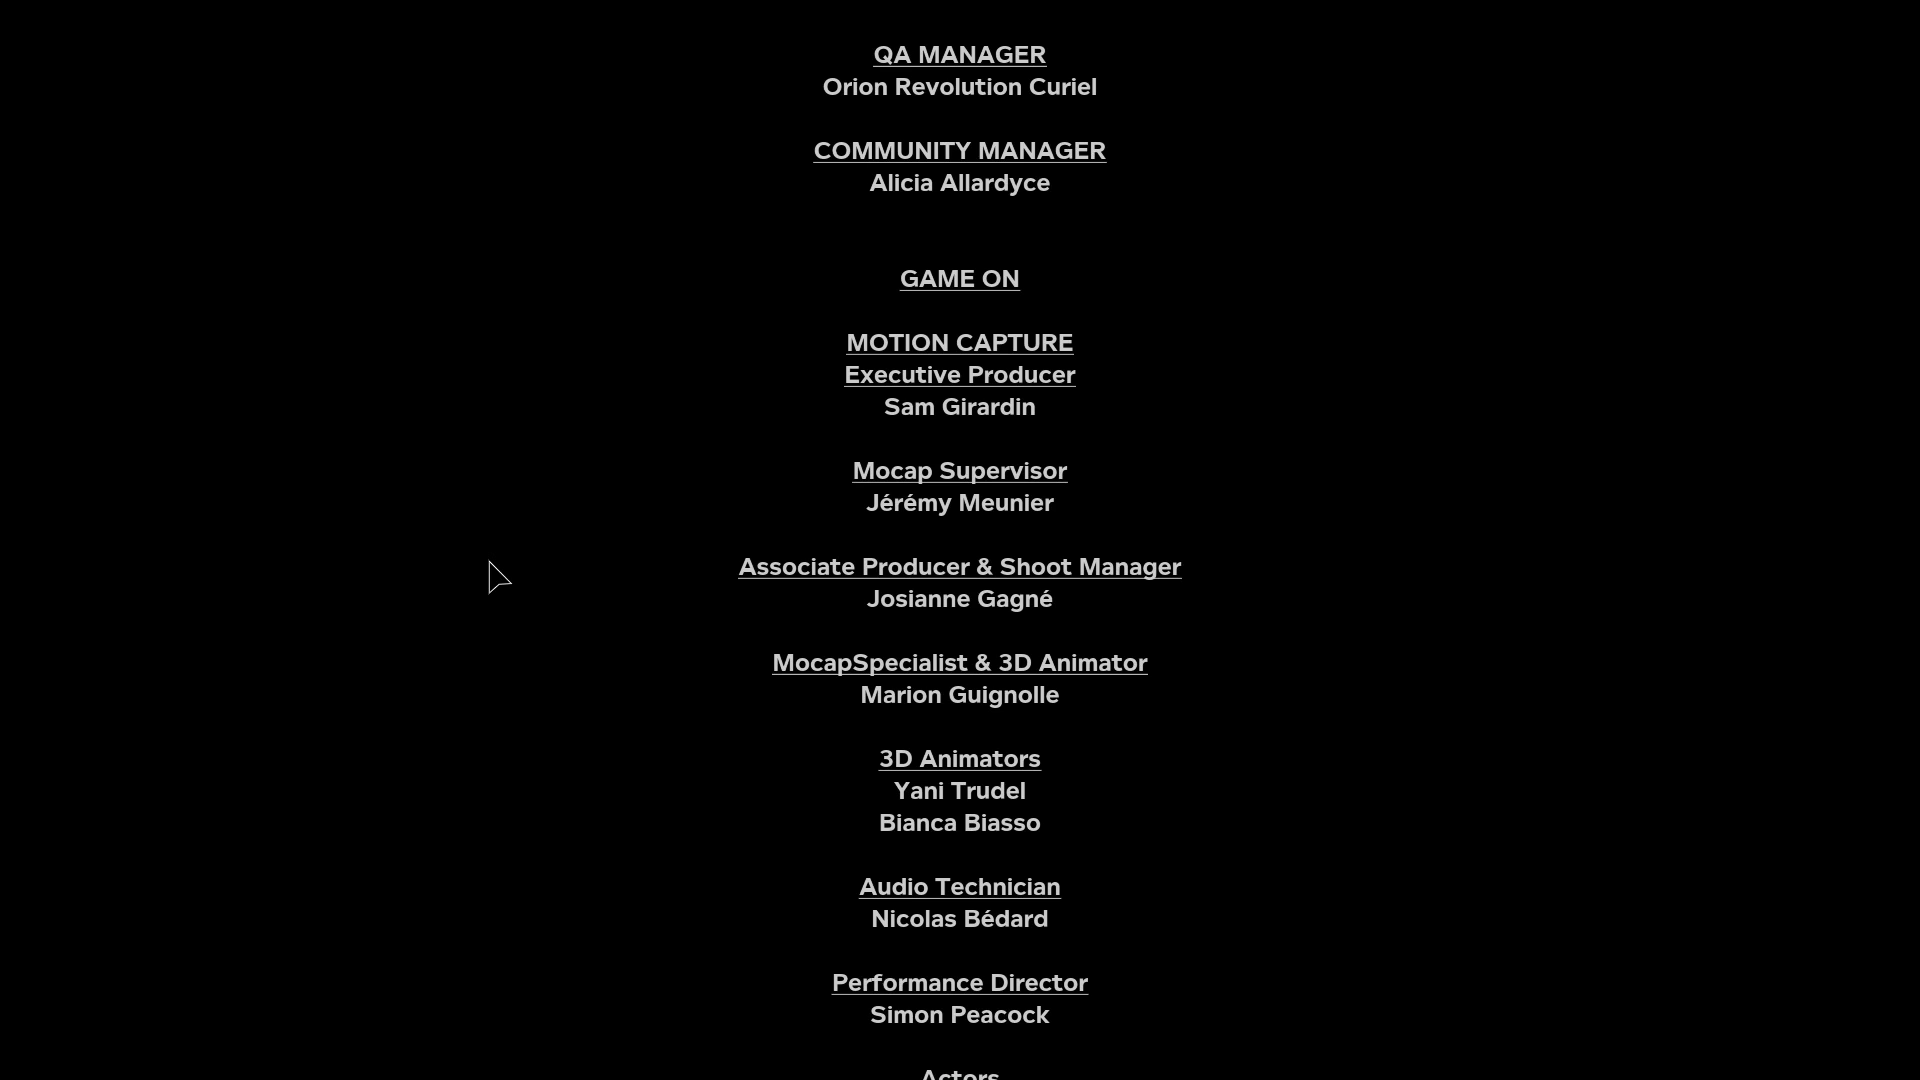 QA MANAGER
Orion Revolution Curiel
COMMUNITY MANAGER
Alicia Allardyce
GAME ON
MOTION CAPTURE
Executive Producer
Sam Girardin
Mocap Supervisor
Jérémy Meunier
Associate Producer & Shoot Manager
Josianne Gagné
MocapSpecialist & 3D Animator
Marion Guignolle
3D Animators
Yani Trudel
Bianca Biasso
Audio Technician
Nicolas Bédard
Performance Director
Simon Peacock
Actors